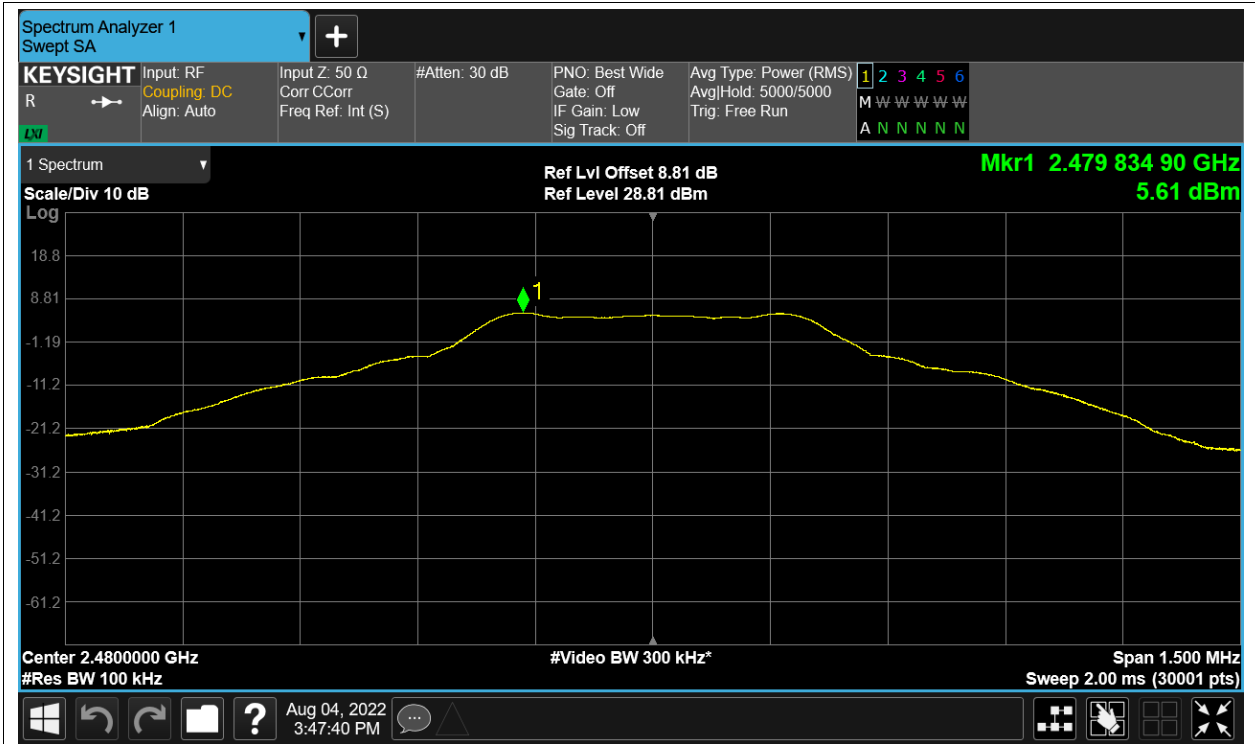 Spectrum Analyzer 1
Swept SA
+
KEYSIGHT
R
LXI
Input: RF
Coupling: DC
Align: Auto
Input Z: 50 Ω
Corr CCorr
Freq Ref: Int (S)
#Atten: 30 dB
PNO: Best Wide
Gate: Off
IF Gain: Low
Sig Track: Off
Avg Type: Power (RMS)
Avg|Hold: 5000/5000
Trig: Free Run
1 2 3 4 5 6
M W W W W W
A N N N N N
1 Spectrum
Scale/Div 10 dB
Ref Lvl Offset 8.81 dB
Ref Level 28.81 dBm
Mkr1 2.479 834 90 GHz
5.61 dBm
Log
18.8
8.81
-1.19
-11.2
-21.2
-31.2
-41.2
-51.2
-61.2
1
Center 2.4800000 GHz
#Res BW 100 kHz
#Video BW 300 kHz*
Span 1.500 MHz
Sweep 2.00 ms (30001 pts)
?
Aug 04, 2022
3:47:40 PM